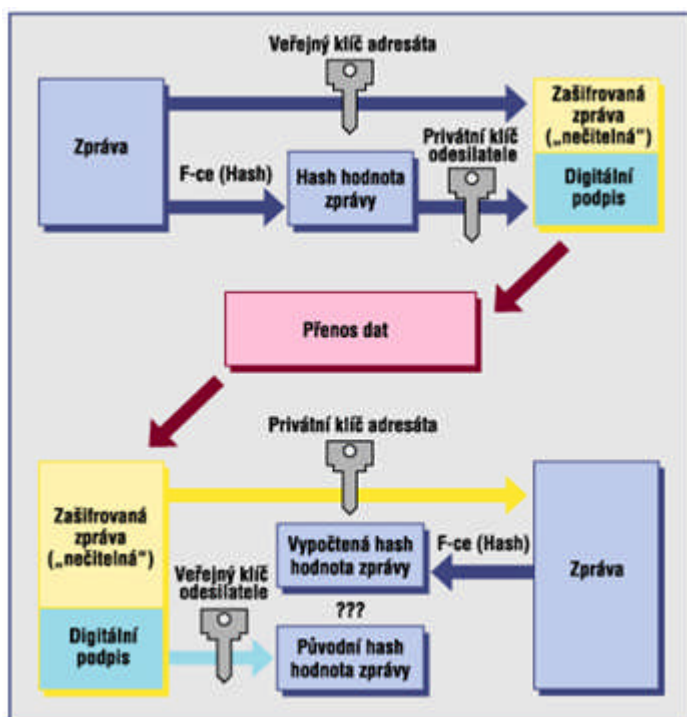 Veřejný klíč adresáta
Zpráva
Zašifrovaná
zpráva
(„nečitelná“)
Privátní klíč
odesilatele
F-ce (Hash)
Hash hodnota
zprávy
Digitální
podpis
Přenos dat
Privátní klíč adresáta
Zašifrovaná
zpráva
(„nečitelná“)
Vypočtená hash
hodnota zprávy
F-ce (Hash)
Zpráva
Veřejný klíč
odesilatele
???
Digitální
podpis
Původní hash
hodnota zprávy